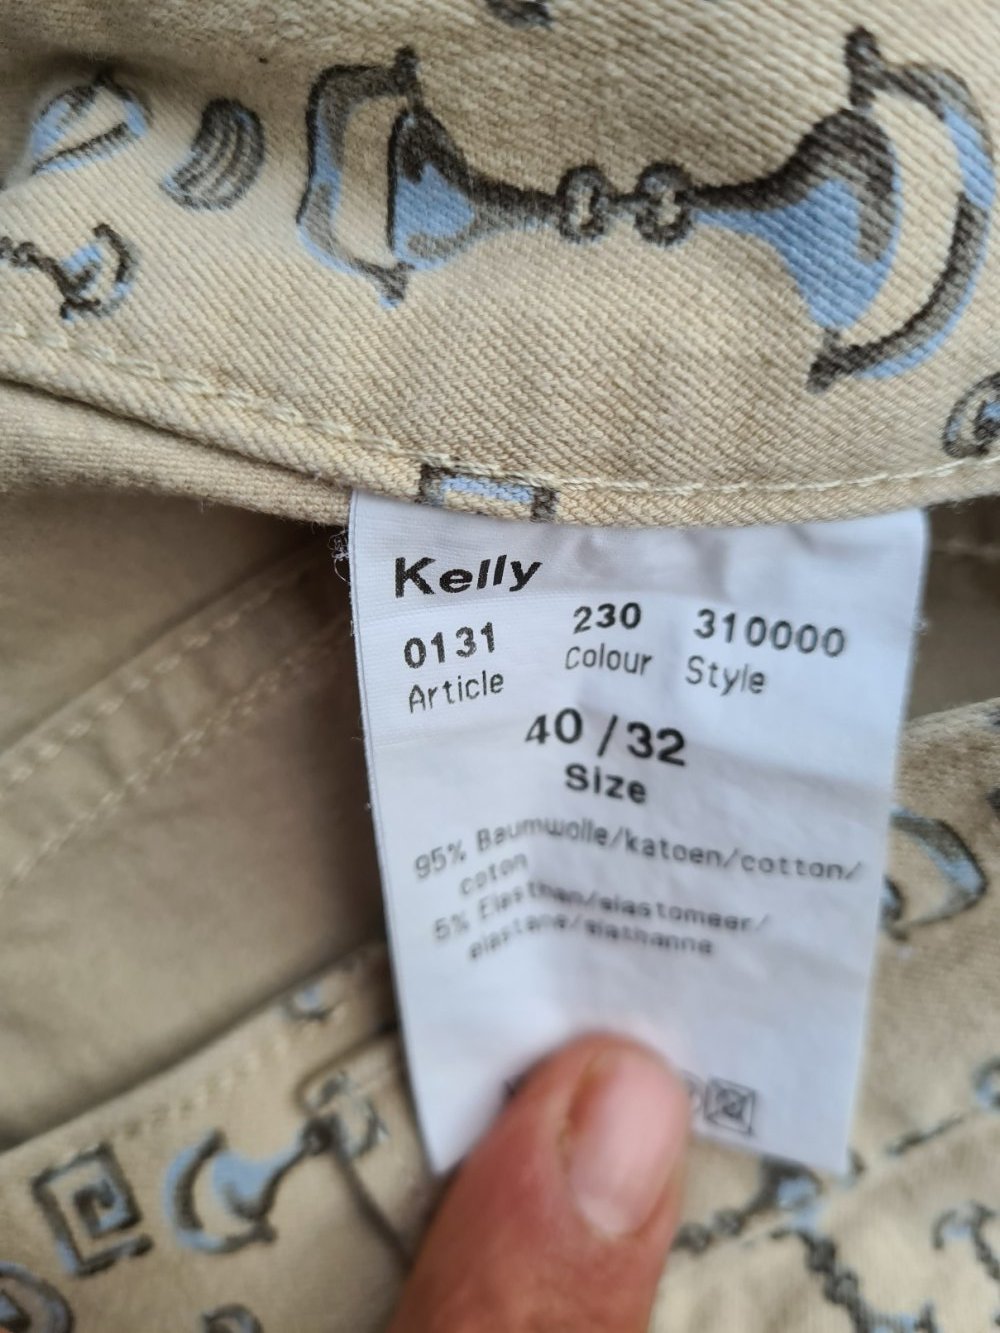 Kelly
0131 230 310000
Article Colour Style
40 / 32
Size
95% Baumwolle/katoen/cotton/
coton
5% Elasthan/elastomeer/
elastane/elasthanne